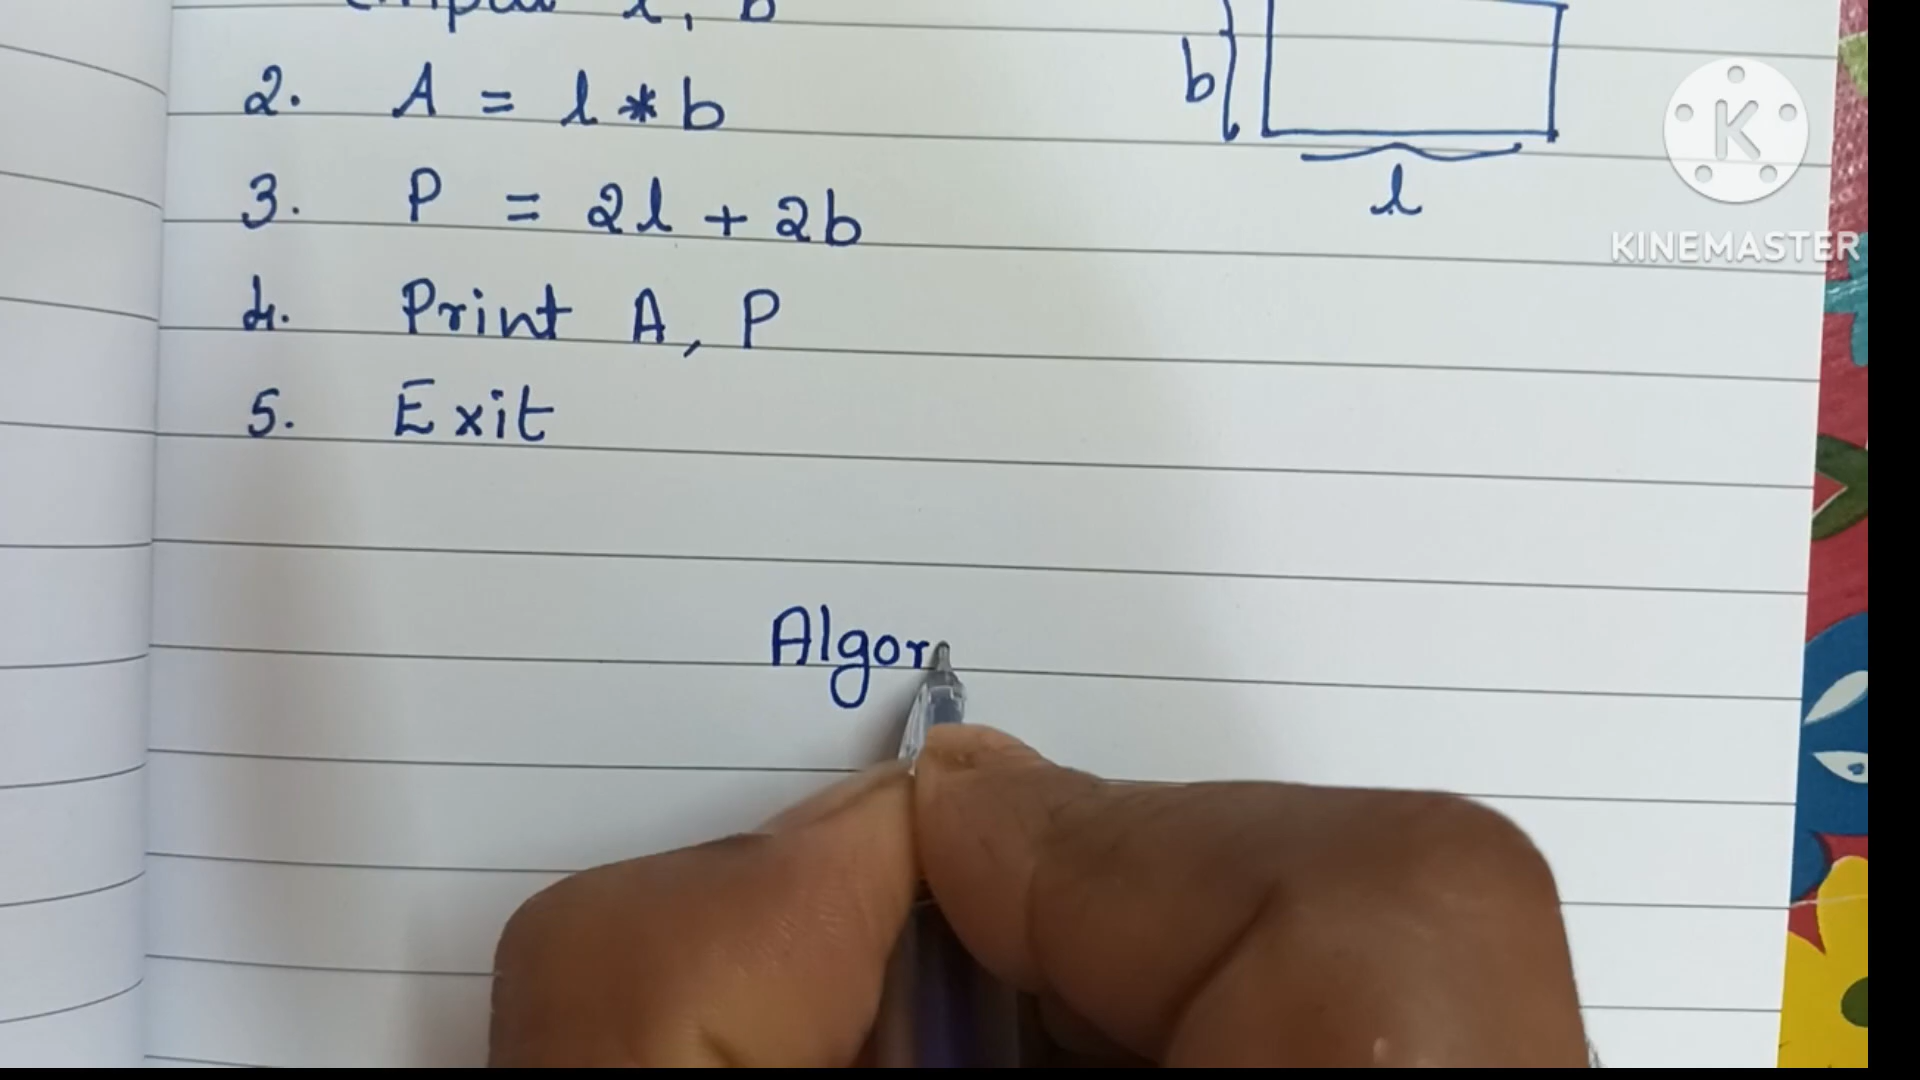 l, b
2. A = l * b
3. P = 2l + 2b
4. Print A, P
5. Exit
b
l
K
KINEMASTER
Algor